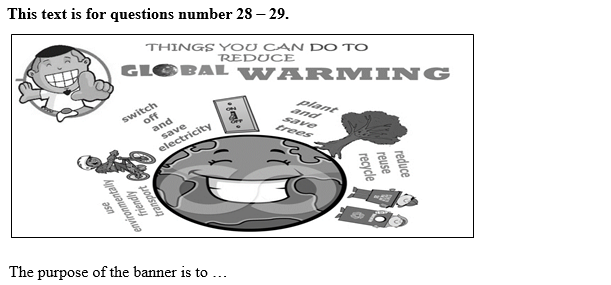 This text is for questions number 28 – 29.
THINGS YOU CAN DO TO
REDUCE
GLOBAL WARMING
switch
off
and
save
electricity
ON
OFF
plant
and
save
trees
reduce
reuse
recycle
use
environmentally
friendly
transport
The purpose of the banner is to …